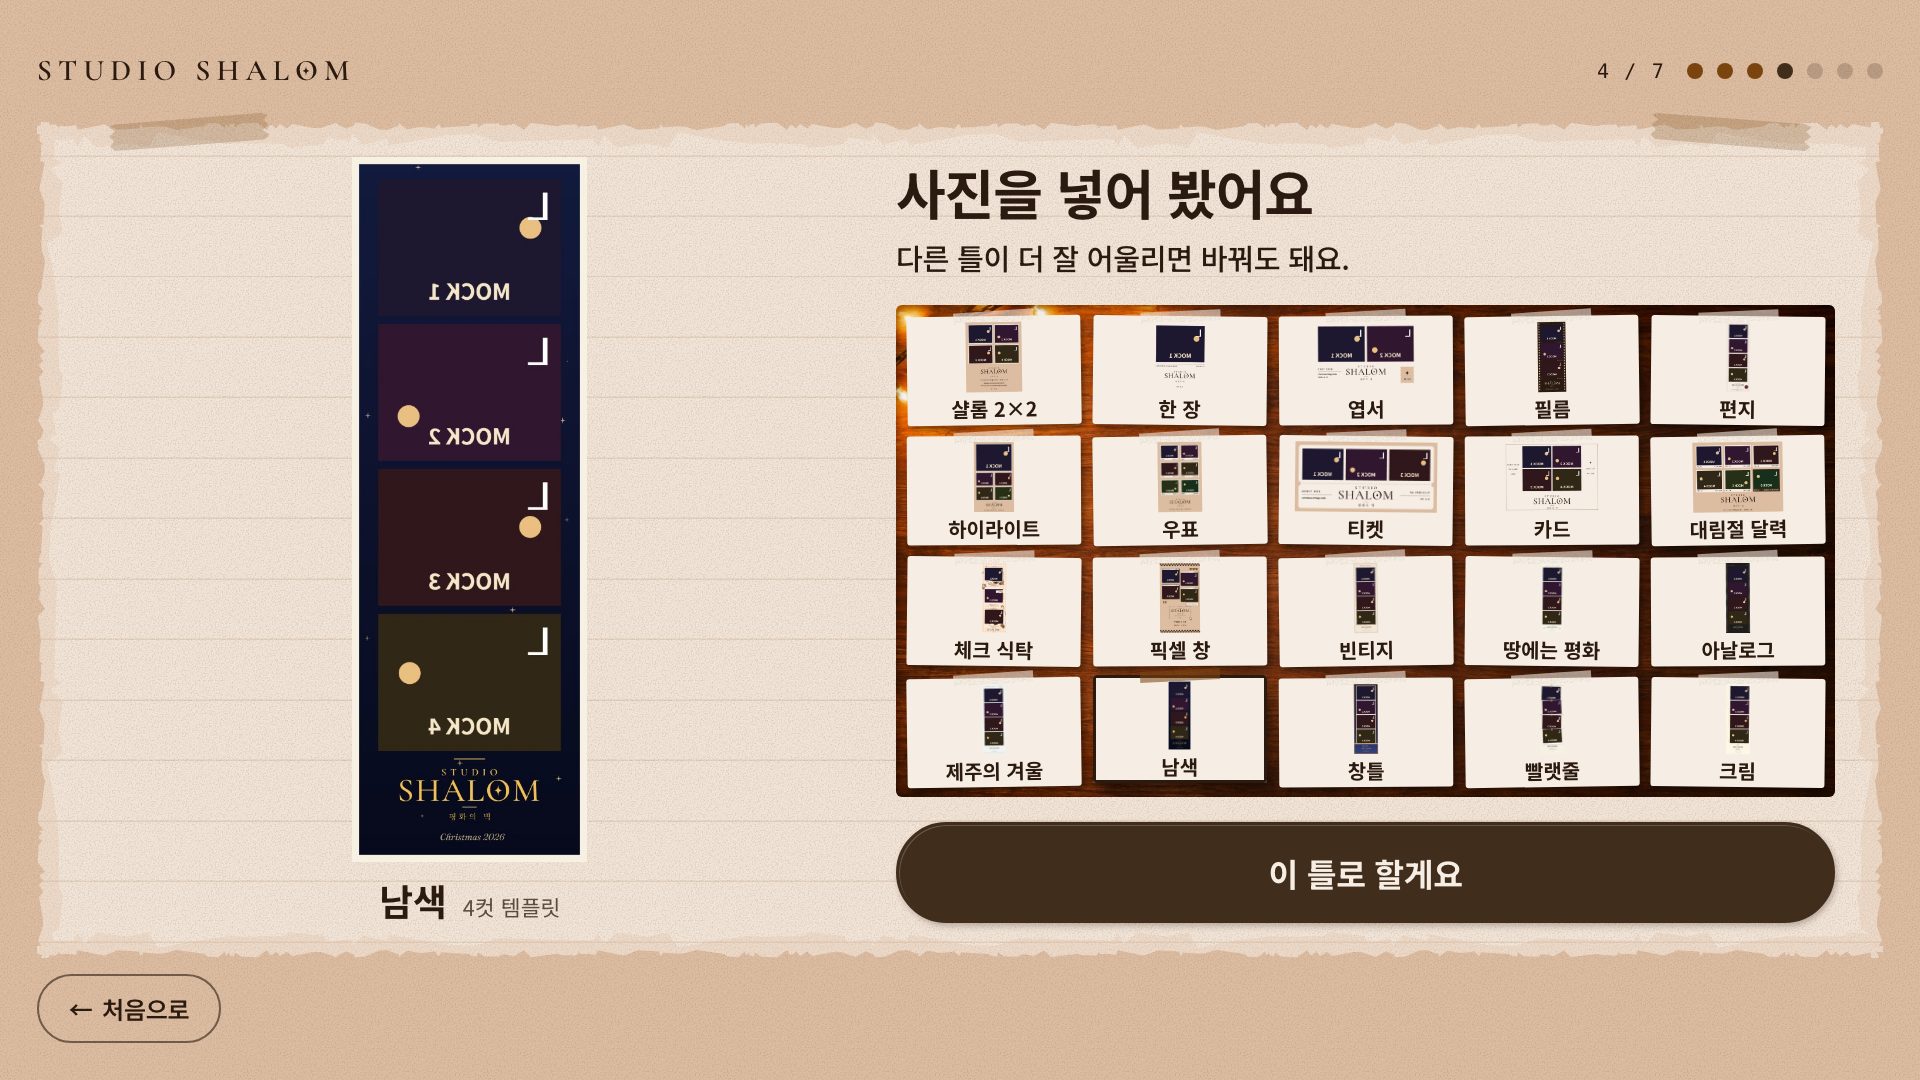 STUDIO SHALOM
4 / 7
MOCK 1
MOCK 2
MOCK 3
MOCK 4
STUDIO
SHALOM
평화의 벽
Christmas 2026
남색 4컷 템플릿
사진을 넣어 봤어요
다른 틀이 더 잘 어울리면 바꿔도 돼요.
샬롬 2×2
한 장
엽서
필름
편지
하이라이트
우표
티켓
카드
대림절 달력
체크 식탁
픽셀 창
빈티지
땅에는 평화
아날로그
제주의 겨울
남색
창틀
빨랫줄
크림
이 틀로 할게요
← 처음으로